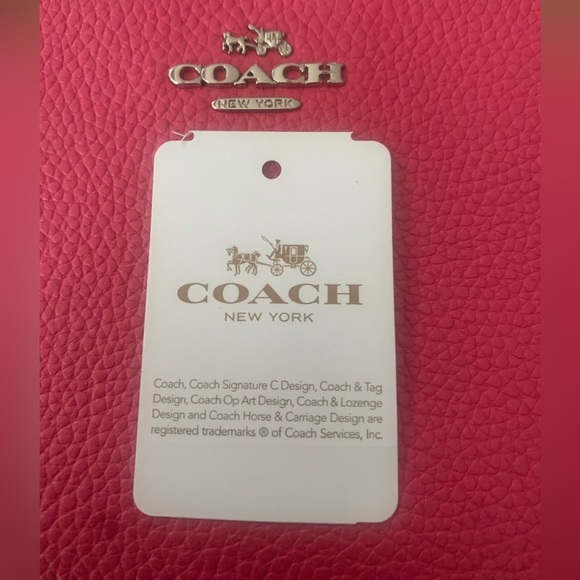 COACH
NEW YORK
COACH
NEW YORK
Coach, Coach Signature C Design, Coach & Tag
Design, Coach Op Art Design, Coach & Lozenge
Design and Coach Horse & Carriage Design are
registered trademarks ® of Coach Services, Inc.